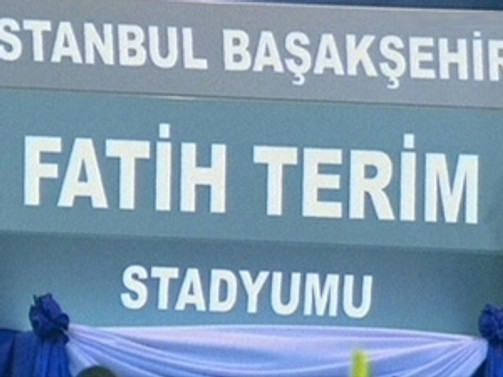 İSTANBUL BAŞAKŞEHİR
FATİH TERİM
STADYUMU